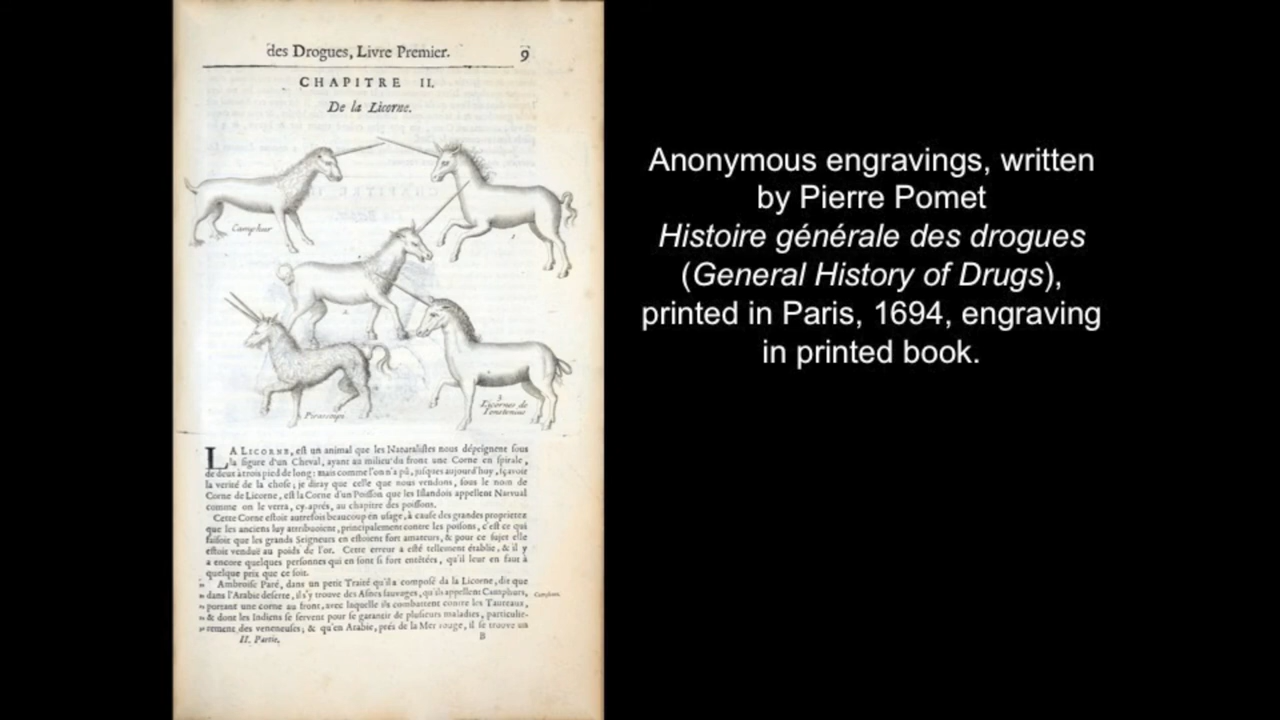 des Drogues, Livre Premier. 9
CHAPITRE II.
De la Licorne.
Camphur
Pirassoipi
3
Licornes de
Tonstonius
LA LICORNE, eſt un animal que les Naturaliſtes nous dépeignent ſous
la figure d'un Cheval, ayant au milieu du front une Corne en ſpirale,
de deux à trois pied de long; mais comme l'on n'a pû, juſques aujourd'huy, ſçavoir
la verité de la choſe; je diray que celle que nous vendons, ſous le nom de
Corne de Licorne, eſt la Corne d'un Poiſſon que les Iſlandois appellent Narvual
comme on le verra, cy-aprés, au chapitre des poiſſons.
Cette Corne eſtoit autrefois beaucoup en uſage, à cauſe des grandes proprietez
que les anciens luy attribuoient, principalement contre les poiſons, c'eſt ce qui
faiſoit que les grands Seigneurs en eſtoient fort amateurs, & pour ce ſujet elle
eſtoit venduë au poids de l'or. Cette erreur a eſté tellement établie, & il y
a encore quelques perſonnes qui en ſont ſi fort entêtées, qu'il leur en faut à
quelque prix que ce ſoit.
„ Ambroiſe Paré, dans un petit Traité qu'il a compoſé da la Licorne, dit que
„ dans l'Arabie deſerte, il s'y trouve des Aſnes ſauvages, qu'ils appellent Camphurs, Camphurs.
„ portant une corne au front, avec laquelle ils combattent contre les Taureaux,
„ & dont les Indiens ſe ſervent pour ſe garantir de pluſieurs maladies, particulie-
„ rement des veneneuſes; & qu'en Arabie, prés de la Mer rouge, il ſe trouve un
II. Partie. B
Anonymous engravings, written
by Pierre Pomet
Histoire générale des drogues
(General History of Drugs),
printed in Paris, 1694, engraving
in printed book.